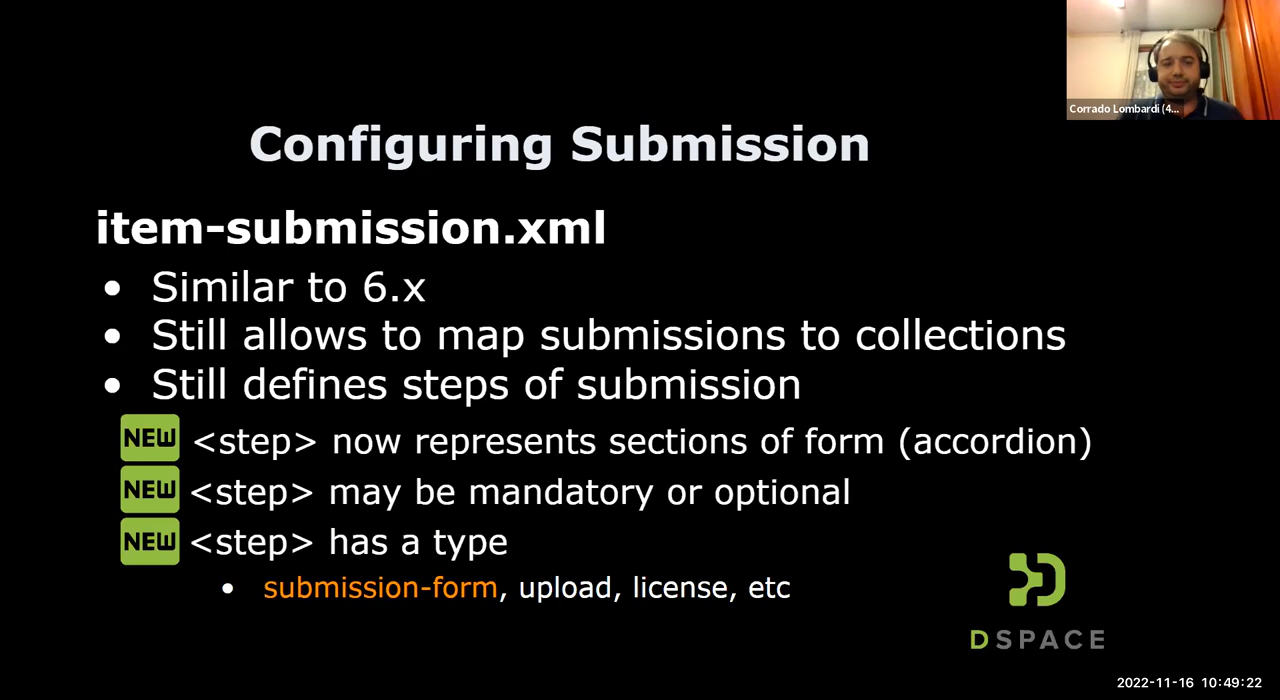 Corrado Lombardi (4...
Configuring Submission
item-submission.xml
• Similar to 6.x
• Still allows to map submissions to collections
• Still defines steps of submission
NEW <step> now represents sections of form (accordion)
NEW <step> may be mandatory or optional
NEW <step> has a type
• submission-form, upload, license, etc
DSPACE
2022-11-16 10:49:22